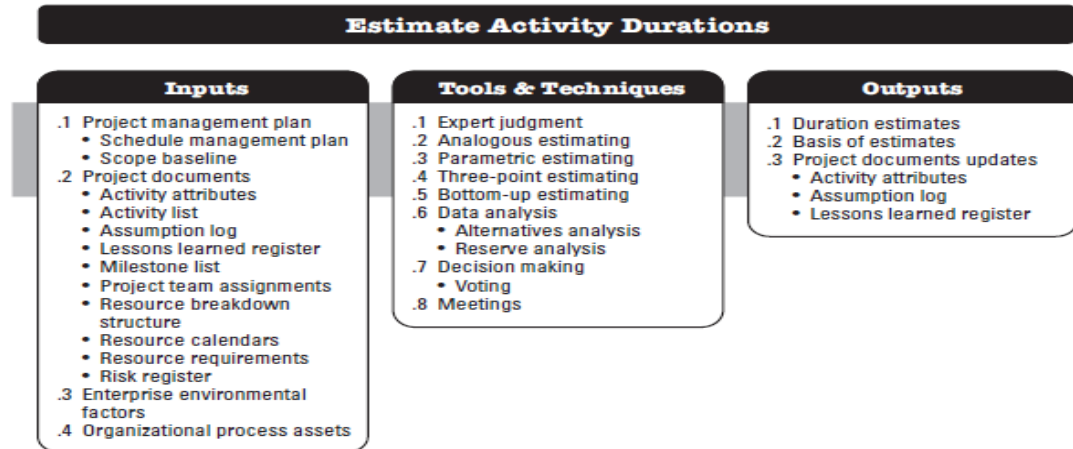 Estimate Activity Durations
Inputs
.1 Project management plan
• Schedule management plan
• Scope baseline
.2 Project documents
• Activity attributes
• Activity list
• Assumption log
• Lessons learned register
• Milestone list
• Project team assignments
• Resource breakdown
structure
• Resource calendars
• Resource requirements
• Risk register
.3 Enterprise environmental
factors
.4 Organizational process assets
Tools & Techniques
.1 Expert judgment
.2 Analogous estimating
.3 Parametric estimating
.4 Three-point estimating
.5 Bottom-up estimating
.6 Data analysis
• Alternatives analysis
• Reserve analysis
.7 Decision making
• Voting
.8 Meetings
Outputs
.1 Duration estimates
.2 Basis of estimates
.3 Project documents updates
• Activity attributes
• Assumption log
• Lessons learned register